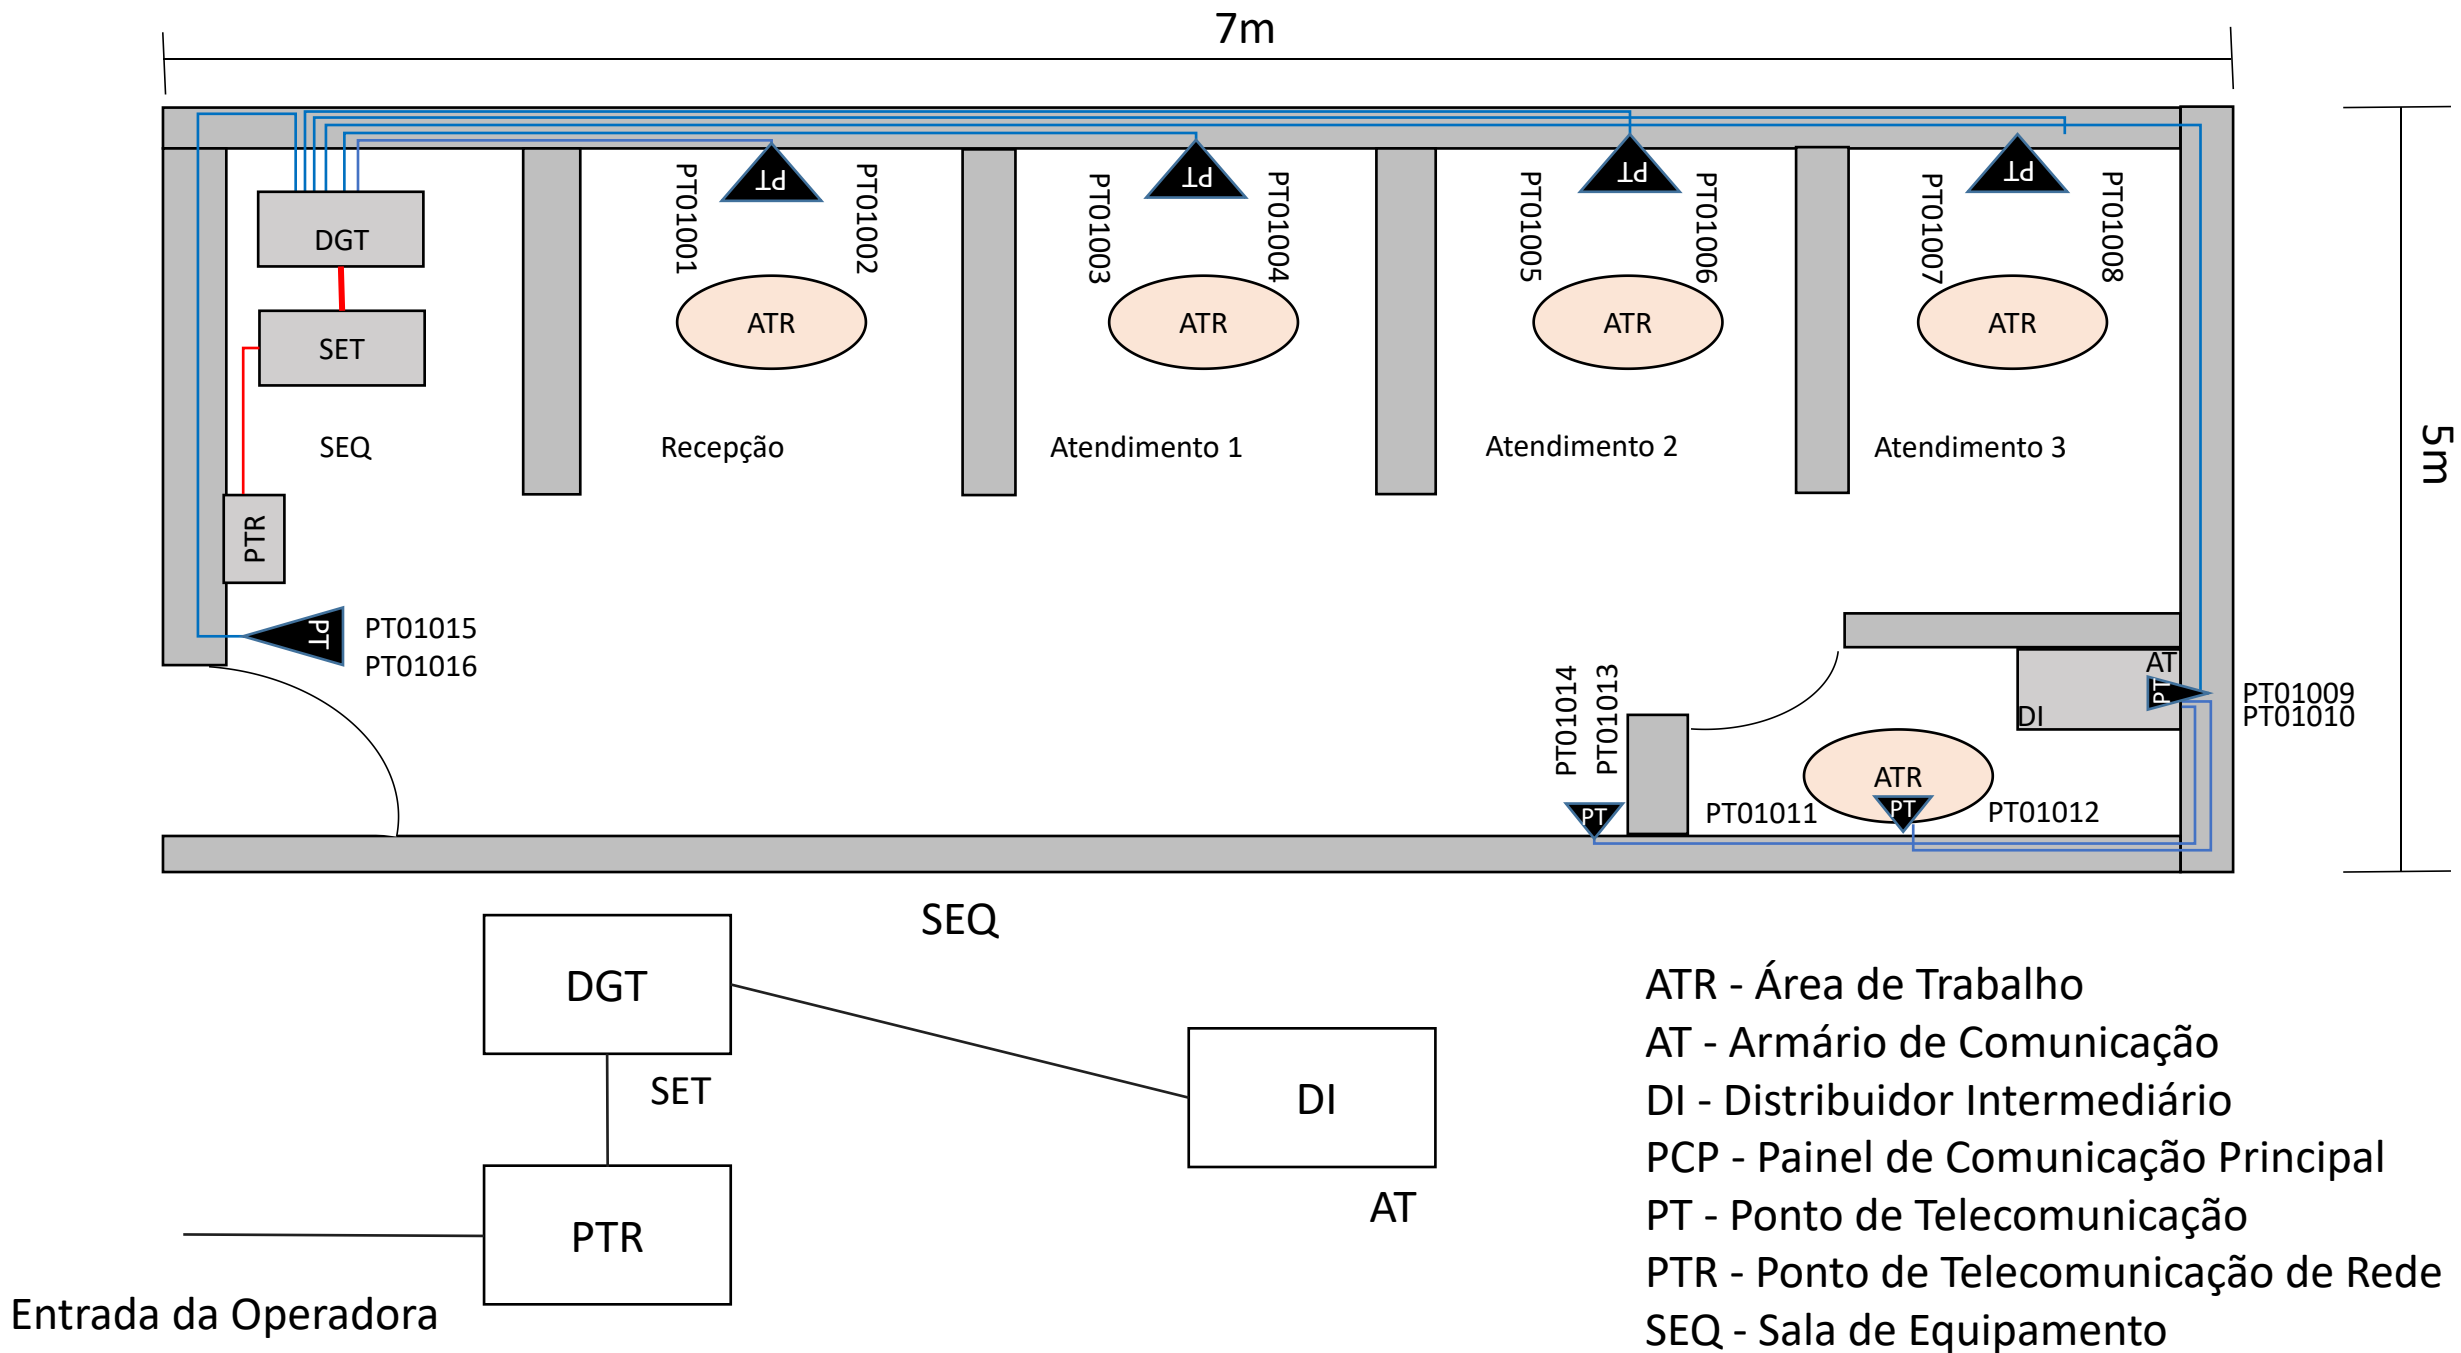 7m
5m
DGT
SET
SEQ
PTR
PT01001
PT
PT01002
ATR
Recepção
PT01003
PT
PT01004
ATR
Atendimento 1
PT01005
PT
PT01006
ATR
Atendimento 2
PT01007
PT
PT01008
ATR
Atendimento 3
PT
PT01015
PT01016
PT01014
PT01013
PT
AT
PT
DI
PT01009
PT01010
ATR
PT01011
PT
PT01012
SEQ
DGT
SET
DI
AT
PTR
Entrada da Operadora
ATR - Área de Trabalho
AT - Armário de Comunicação
DI - Distribuidor Intermediário
PCP - Painel de Comunicação Principal
PT - Ponto de Telecomunicação
PTR - Ponto de Telecomunicação de Rede
SEQ - Sala de Equipamento